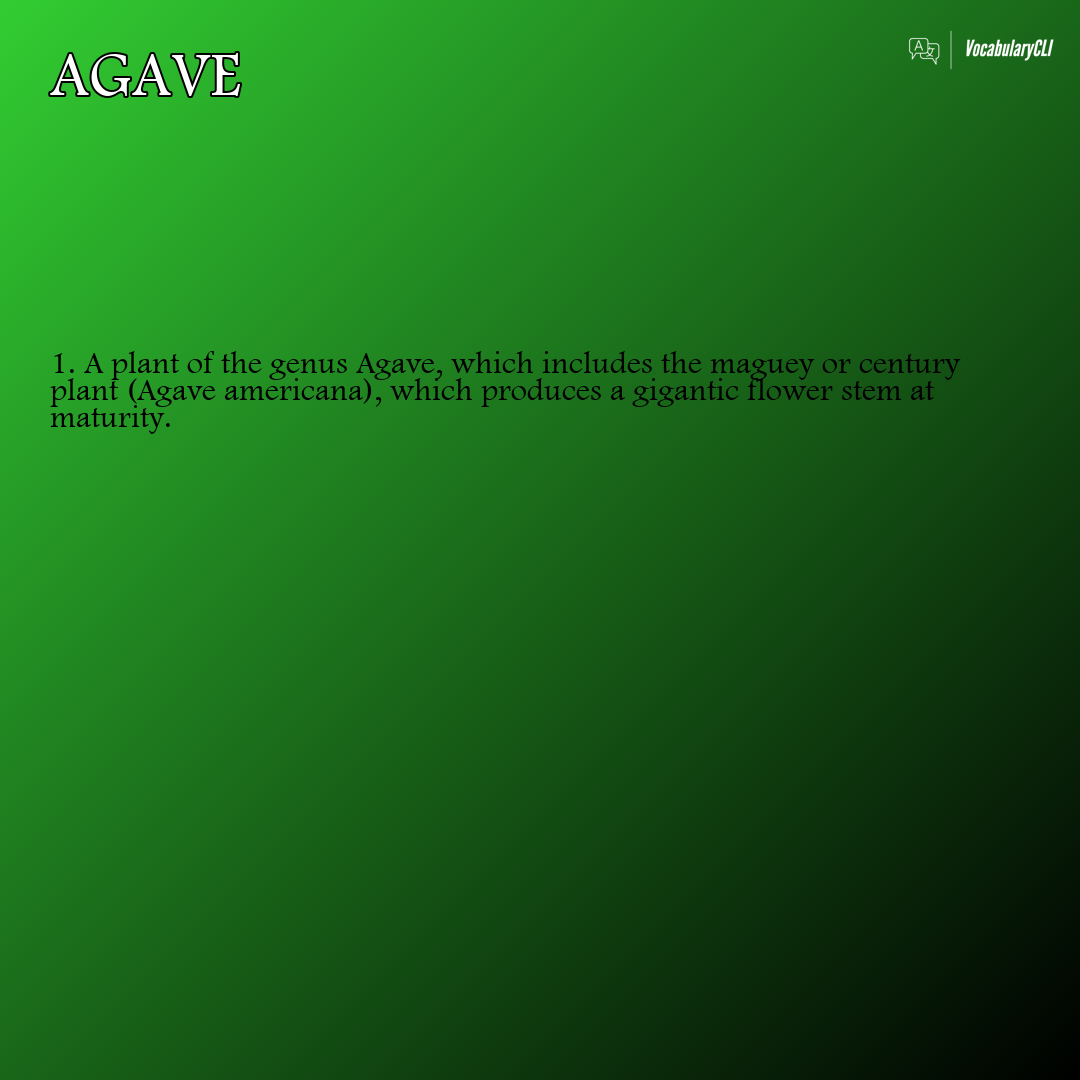 AGAVE
VocabularyCLI
1. A plant of the genus Agave, which includes the maguey or century
plant (Agave americana), which produces a gigantic flower stem at
maturity.